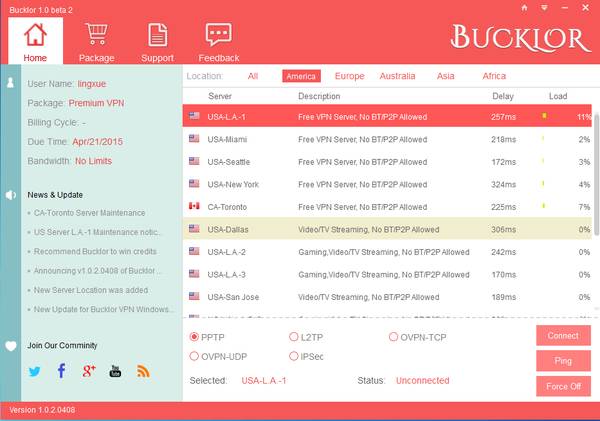 Bucklor 1.0 beta 2
Home
Package
Support
Feedback
BUCKLOR
User Name: lingxue
Package: Premium VPN
Billing Cycle: -
Due Time: Apr/21/2015
Bandwidth: No Limits
News & Update
CA-Toronto Server Maintenance
US Server L.A.-1 Maintenance notic...
Recommend Bucklor to win credits
Announcing v1.0.2.0408 of Bucklor ...
New Server Location was added
New Update for Bucklor VPN Windows...
Join Our Comminity
You Tube
Location: All America Europe Australia Asia Africa
Server Description Delay Load
USA-L.A.-1 Free VPN Server, No BT/P2P Allowed 257ms 11%
USA-Miami Free VPN Server, No BT/P2P Allowed 218ms 2%
USA-Seattle Free VPN Server, No BT/P2P Allowed 172ms 3%
USA-New York Free VPN Server, No BT/P2P Allowed 324ms 4%
CA-Toronto Free VPN Server, No BT/P2P Allowed 225ms 7%
USA-Dallas Video/TV Streaming, No BT/P2P Allowed 306ms 0%
USA-L.A.-2 Gaming,Video/TV Streaming, No BT/P2P Allowed 242ms 0%
USA-L.A.-3 Gaming,Video/TV Streaming, No BT/P2P Allowed 170ms 0%
USA-San Jose Video/TV Streaming, No BT/P2P Allowed 189ms 0%
PPTP L2TP OVPN-TCP
OVPN-UDP IPSec
Selected: USA-L.A.-1 Status: Unconnected
Connect
Ping
Force Off
Version 1.0.2.0408